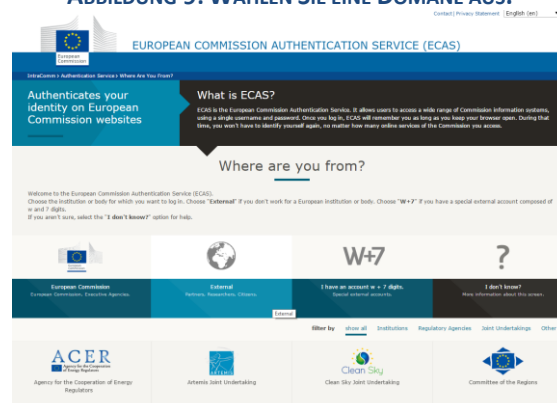 ABBILDUNG 9: WÄHLEN SIE EINE DOMÄNE AUS.
Contact | Privacy Statement | English (en)
European
Commission
EUROPEAN COMMISSION AUTHENTICATION SERVICE (ECAS)
IntraComm > Authentication Service > Where Are You From?
Authenticates your
identity on European
Commission websites
What is ECAS?
ECAS is the European Commission Authentication Service. It allows users to access a wide range of Commission information systems,
using a single username and password. Once you log in, ECAS will remember you as long as you keep your browser open. During that
time, you won't have to identify yourself again, no matter how many online services of the Commission you access.
Where are you from?
Welcome to the European Commission Authentication Service (ECAS).
Choose the institution or body for which you want to log in. Choose "External" if you don't work for a European institution or body. Choose "W+7" if you have a special external account composed of
w and 7 digits.
If you aren't sure, select the "I don't know?" option for help.
W+7
?
European Commission
European Commission. Executive Agencies.
External
Partners. Researchers. Citizens.
I have an account w + 7 digits.
Special external accounts.
I don't know?
More information about this screen.
External
filter by show all Institutions Regulatory Agencies Joint Undertakings Other
ACER
Agency for the Cooperation
of Energy Regulators
ARTEMIS
Clean Sky
Agency for the Cooperation of Energy
Regulators
Artemis Joint Undertaking
Clean Sky Joint Undertaking
Committee of the Regions